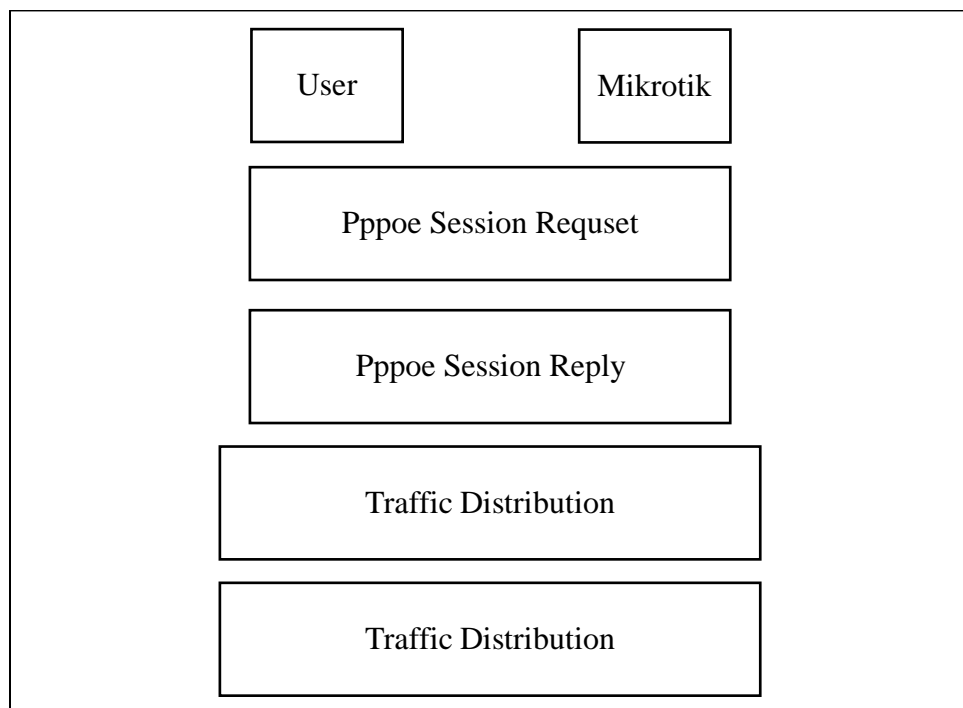 User
Mikrotik
Pppoe Session Requset
Pppoe Session Reply
Traffic Distribution
Traffic Distribution